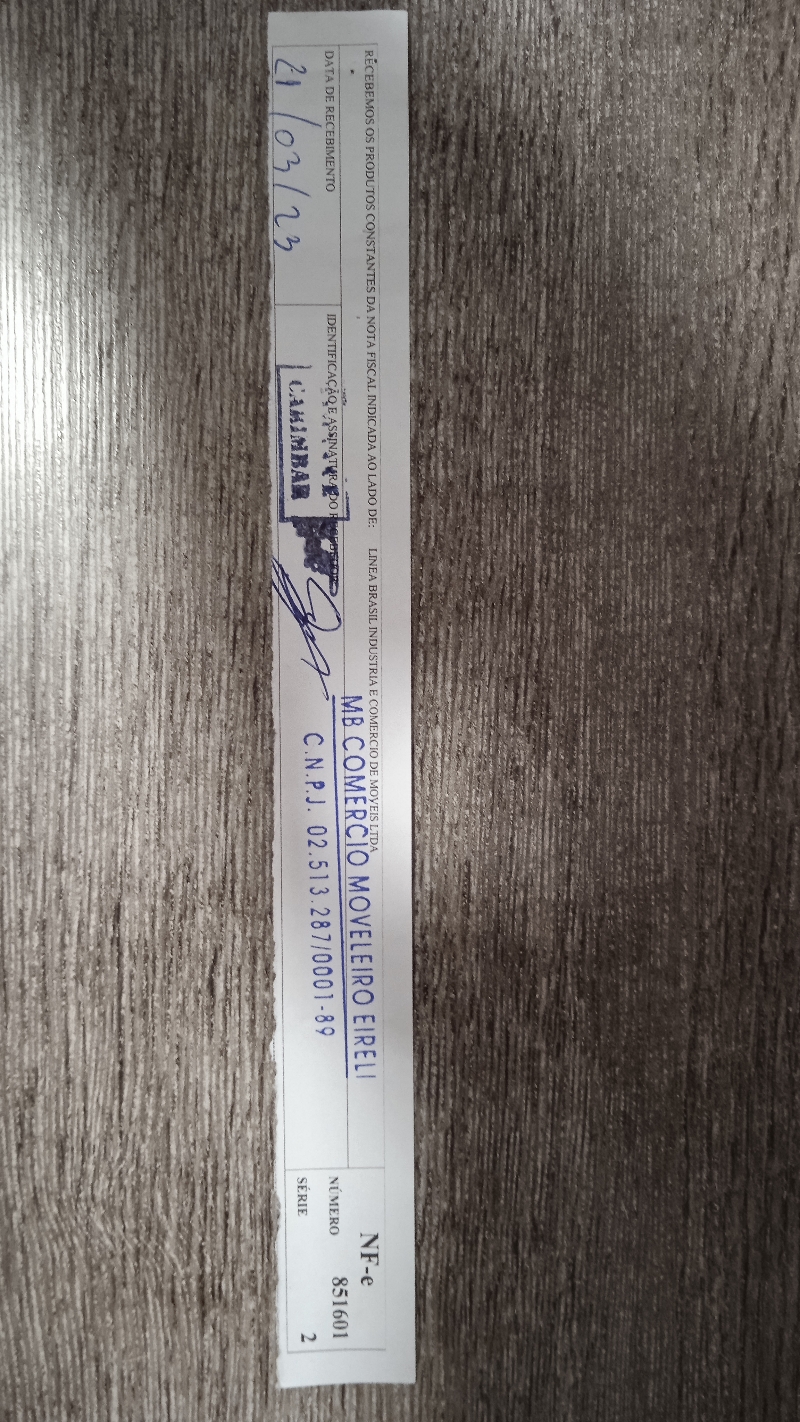 RECEBEMOS OS PRODUTOS CONSTANTES DA NOTA FISCAL INDICADA AO LADO DE: LINEA BRASIL INDUSTRIA E COMERCIO DE MOVEIS LTDA
NF-e
MB COMERCIO MOVELEIRO EIRELI
DATA DE RECEBIMENTO
IDENTIFICAÇÃO E ASSINATURA DO
NÚMERO 851601
21/03/23
CARIMBAR
C.N.P.J. 02.513.287/0001-89
SÉRIE 2